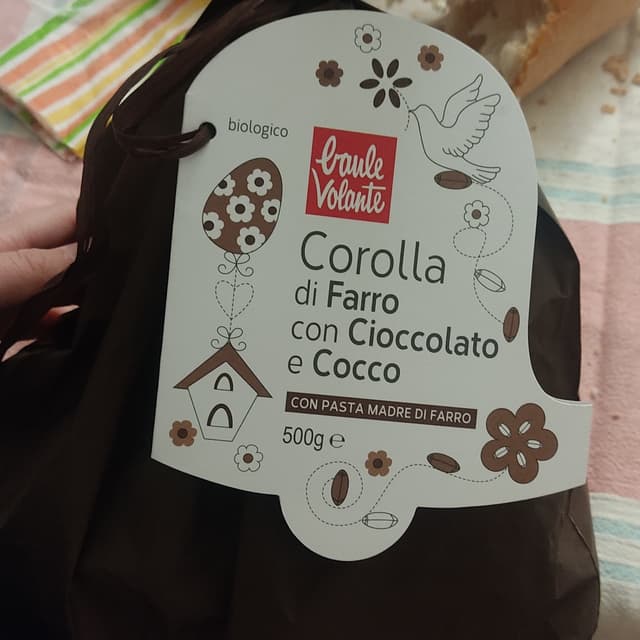 biologico
baule
volante
Corolla
di Farro
con Cioccolato
e Cocco
CON PASTA MADRE DI FARRO
500g ℮